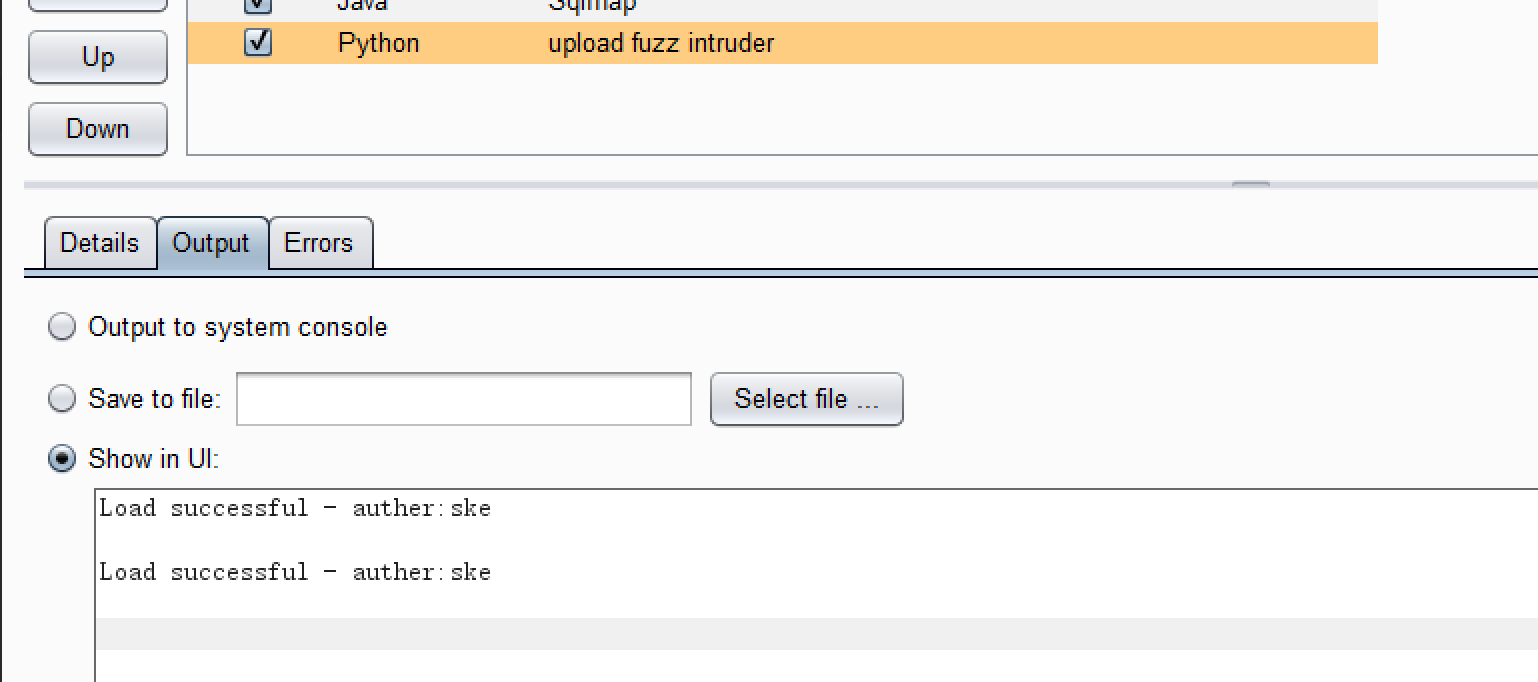 Java Sqlmap
Python upload fuzz intruder
Up
Down
Details Output Errors
Output to system console
Save to file: Select file ...
Show in UI:
Load successful - auther:ske
Load successful - auther:ske